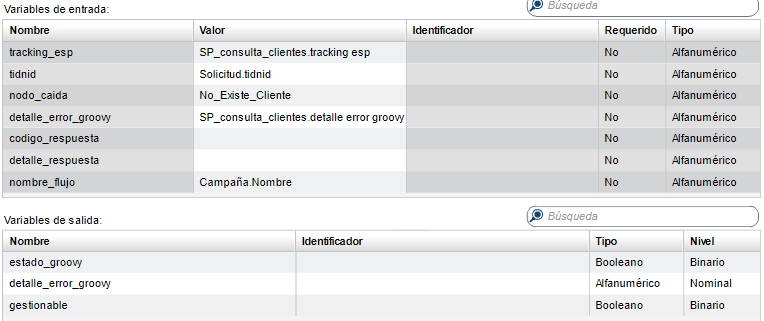 Variables de entrada:
Búsqueda
Nombre Valor Identificador Requerido Tipo
tracking_esp SP_consulta_clientes.tracking esp No Alfanumérico
tidnid Solicitud.tidnid No Alfanumérico
nodo_caida No_Existe_Cliente No Alfanumérico
detalle_error_groovy SP_consulta_clientes.detalle error groovy No Alfanumérico
codigo_respuesta No Alfanumérico
detalle_respuesta No Alfanumérico
nombre_flujo Campaña.Nombre No Alfanumérico
Variables de salida:
Búsqueda
Nombre Identificador Tipo Nivel
estado_groovy Booleano Binario
detalle_error_groovy Alfanumérico Nominal
gestionable Booleano Binario